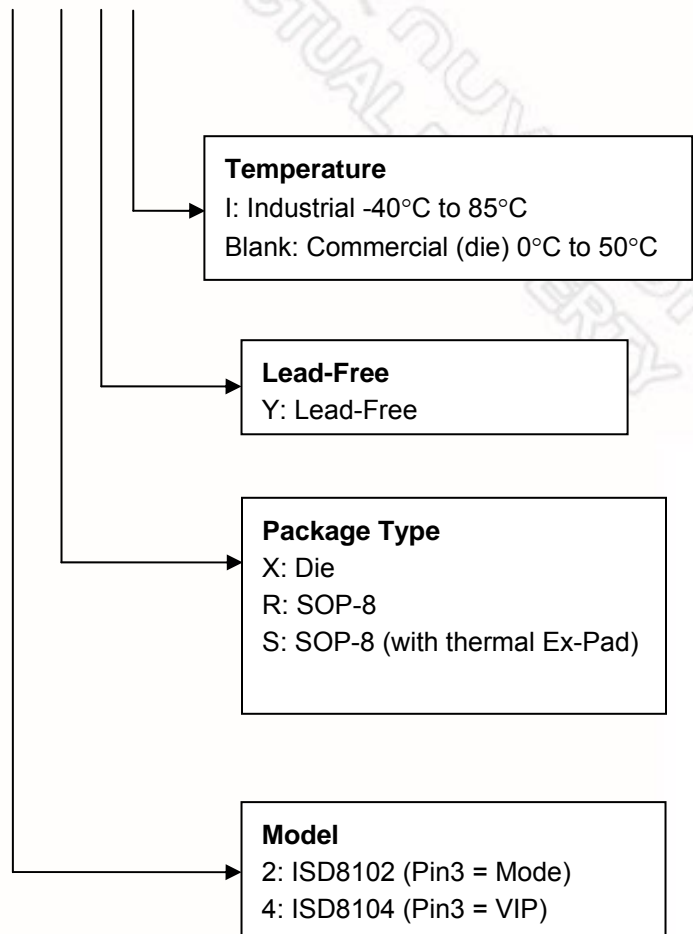 Temperature
I: Industrial -40°C to 85°C
Blank: Commercial (die) 0°C to 50°C
Lead-Free
Y: Lead-Free
Package Type
X: Die
R: SOP-8
S: SOP-8 (with thermal Ex-Pad)
Model
2: ISD8102 (Pin3 = Mode)
4: ISD8104 (Pin3 = VIP)